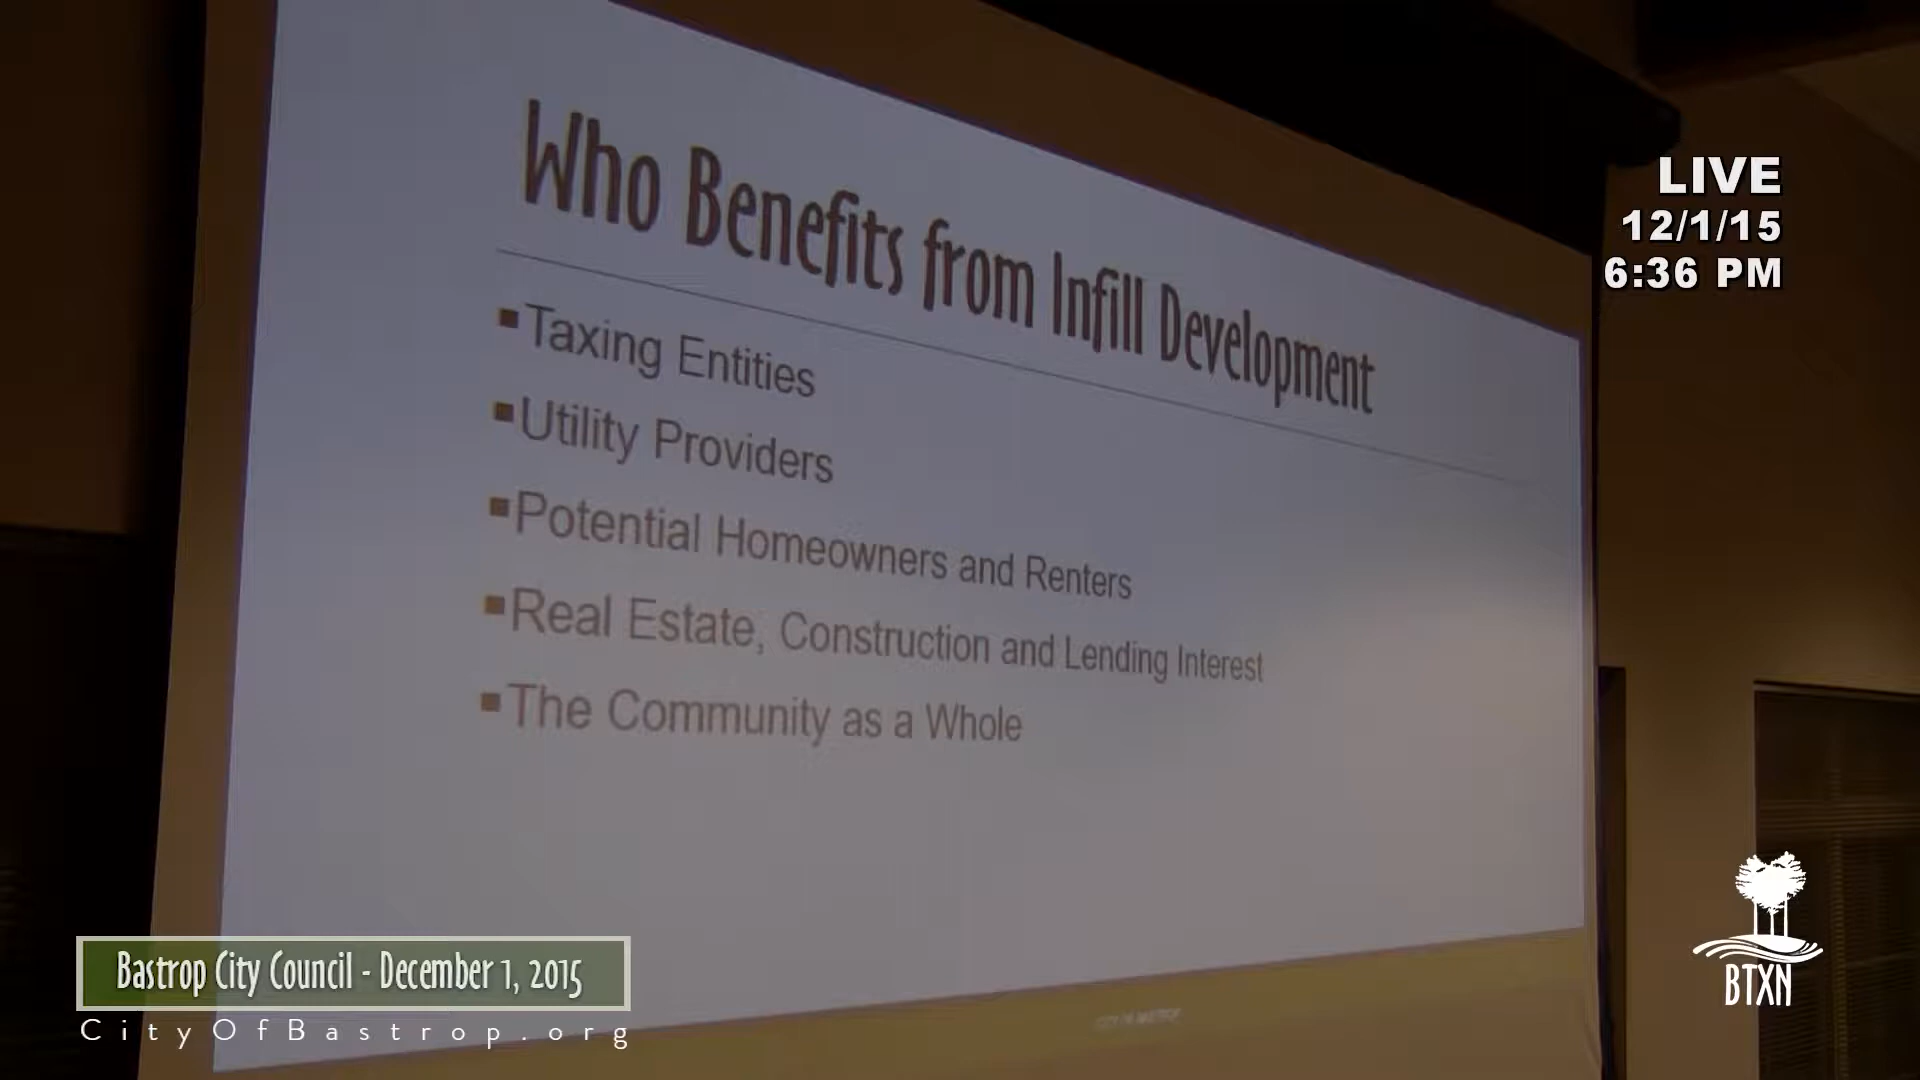 Who Benefits from Infill Development
▪Taxing Entities
▪Utility Providers
▪Potential Homeowners and Renters
▪Real Estate, Construction and Lending Interest
▪The Community as a Whole
LIVE
12/1/15
6:36 PM
Bastrop City Council - December 1, 2015
CityOfBastrop.org
BTXN